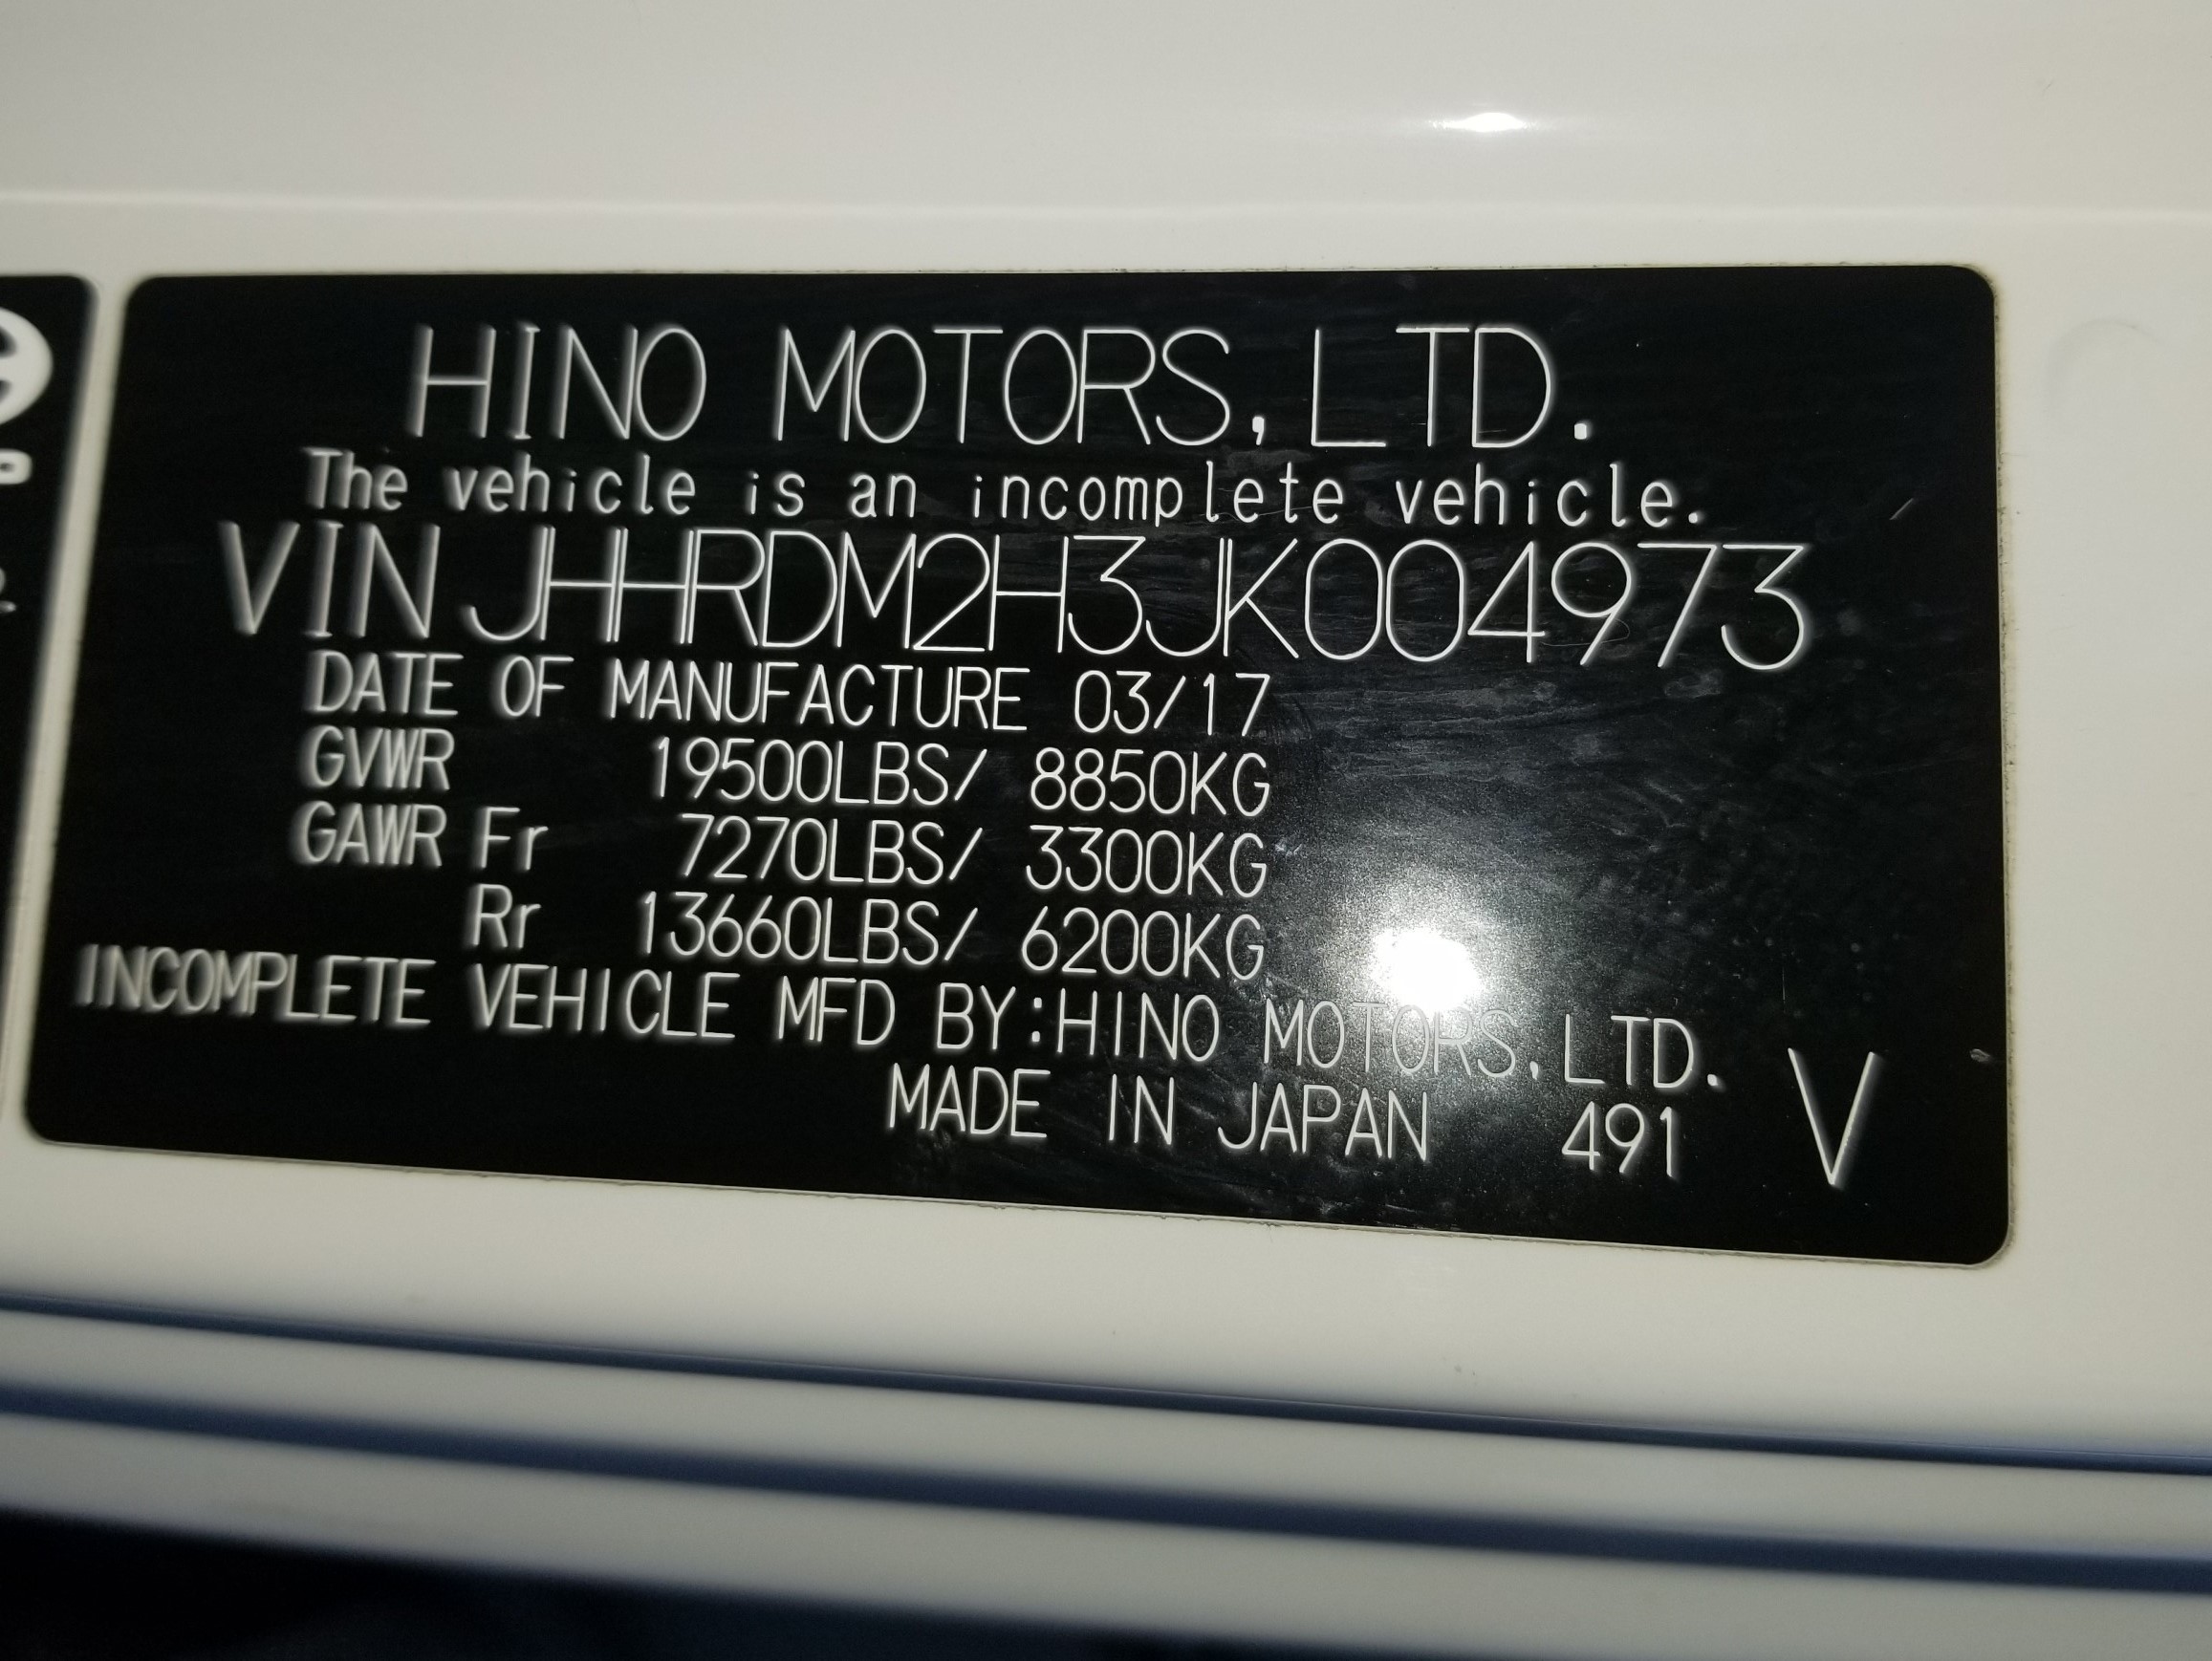 HINO MOTORS, LTD.
The vehicle is an incomplete vehicle.
VIN JHHRDM2H3JK004973
DATE OF MANUFACTURE 03/17
GVWR 19500LBS/ 8850KG
GAWR Fr 7270LBS/ 3300KG
Rr 13660LBS/ 6200KG
INCOMPLETE VEHICLE MFD BY:HINO MOTORS, LTD.
MADE IN JAPAN 491 V